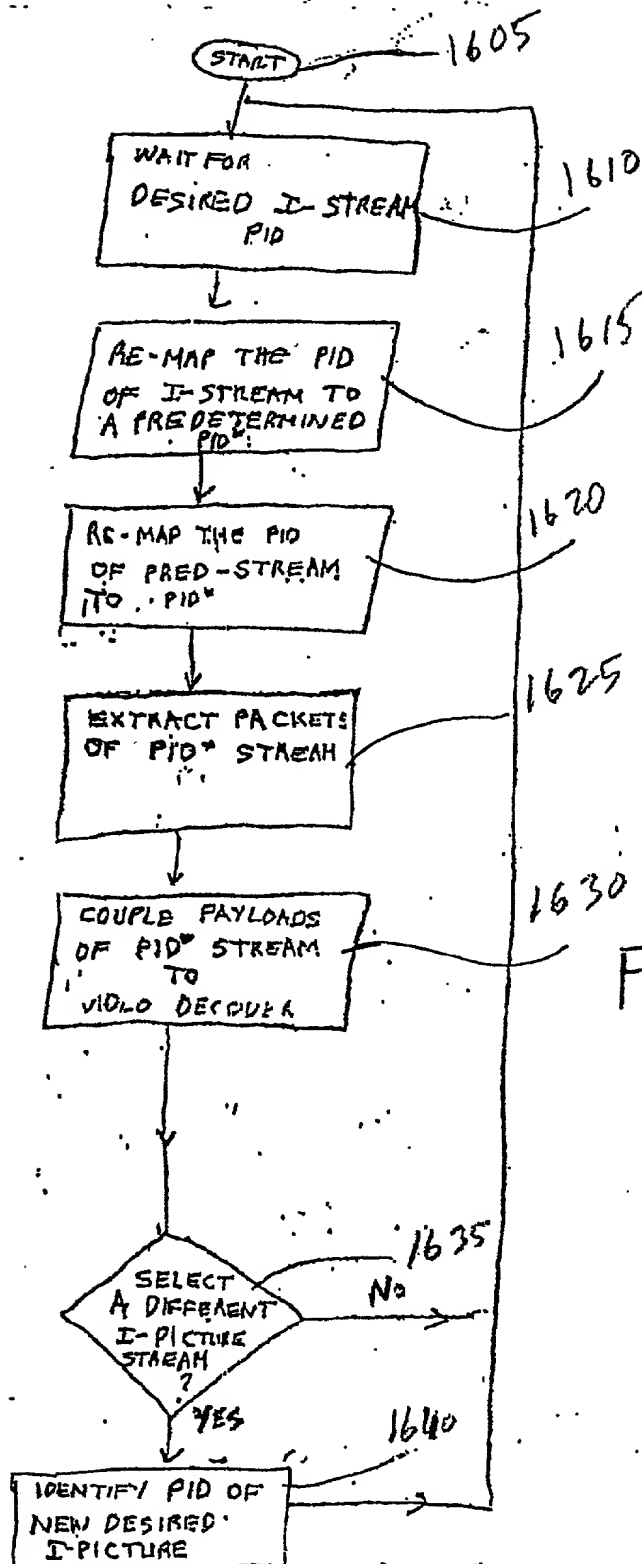 START
1605
WAIT FOR
DESIRED I-STREAM
PID
1610
RE-MAP THE PID
OF I-STREAM TO
A PREDETERMINED
PID*
1615
RE-MAP THE PID
OF PRED-STREAM
TO PID*
1620
EXTRACT PACKETS
OF PID* STREAM
1625
COUPLE PAYLOADS
OF PID* STREAM
TO
VIDEO DECODER
1630
F
SELECT
A DIFFERENT
I-PICTURE
STREAM
?
1635
No
YES
1640
IDENTIFY PID OF
NEW DESIRED
I-PICTURE